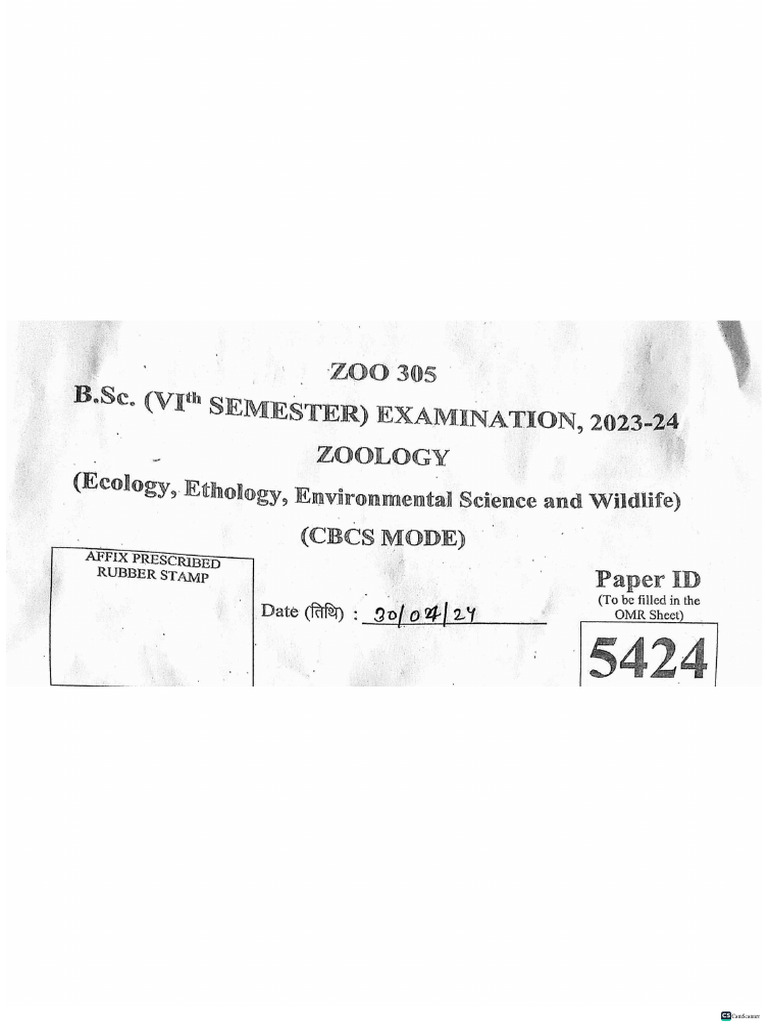 ZOO 305
B.Sc. (VIth SEMESTER) EXAMINATION, 2023-24
ZOOLOGY
(Ecology, Ethology, Environmental Science and Wildlife)
(CBCS MODE)
AFFIX PRESCRIBED
RUBBER STAMP
Date (तिथि) : 30/04/24
Paper ID
(To be filled in the
OMR Sheet)
5424
CS CamScanner